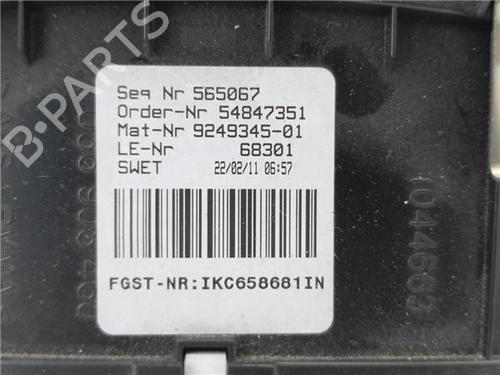 Seq Nr 565067
Order-Nr 54847351
Mat-Nr 9249345-01
LE-Nr 68301
SWET 22/02/11 06:57
FGST-NR:IKC658681IN
044663
B-PARTS